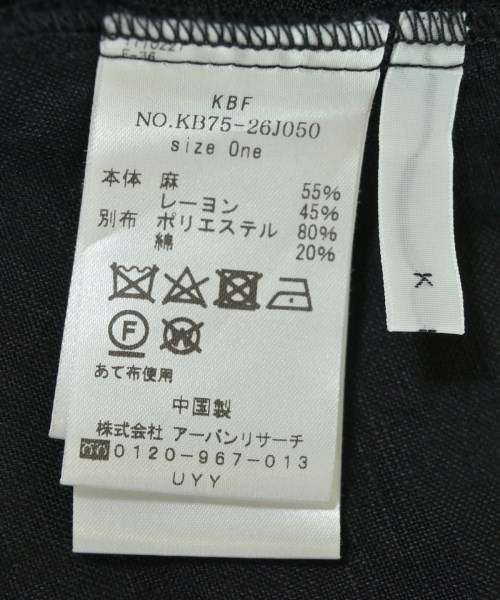 KBF
NO.KB75-26J050
size One
本体 麻 55%
レーヨン 45%
別布 ポリエステル 80%
綿 20%
F
W
あて布使用
中国製
株式会社 アーバンリサーチ
0120-967-013
UYY
K